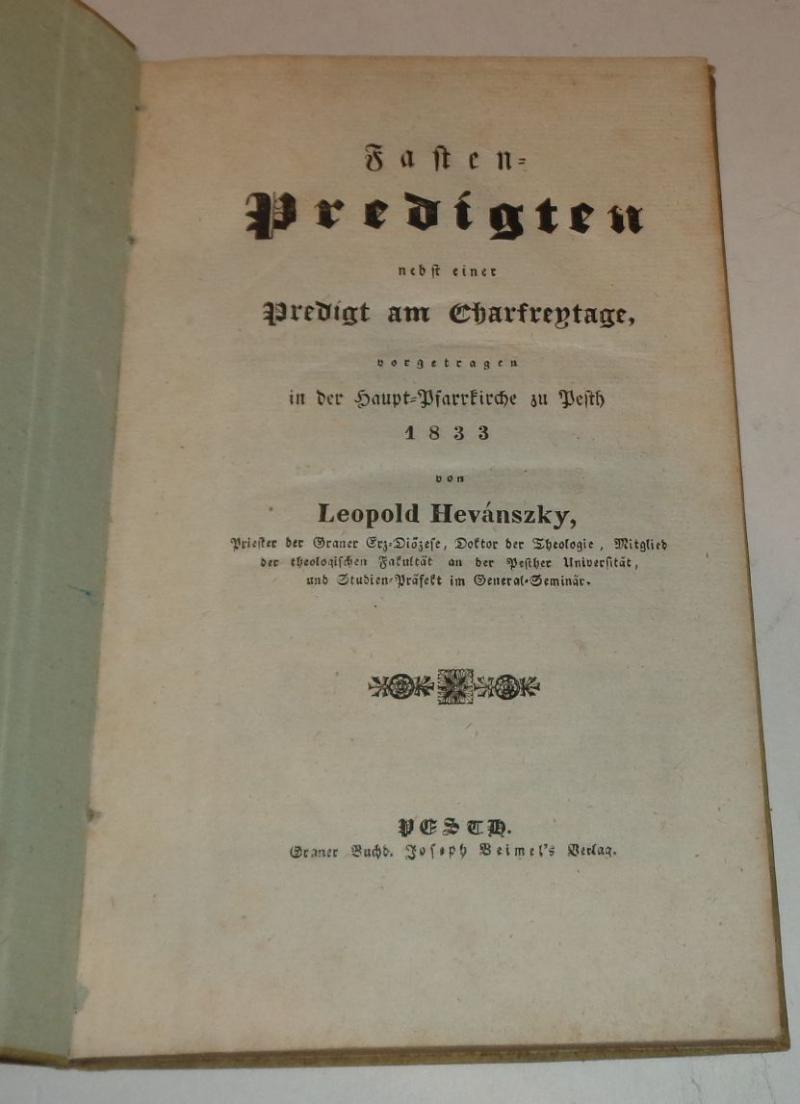 Fasten=
Predigten
nebst einer
Predigt am Charfreytage,
vorgetragen
in der Haupt=Pfarrkirche zu Pesth
1833
von
Leopold Hevánszky,
Priester der Graner Erz=Diözese, Doktor der Theologie, Mitglied
der theologischen Fakultät an der Pesther Universität,
und Studien=Präfekt im General=Seminär.
PESTH.
Graner Buchd. Joseph Beimel's Verlag.